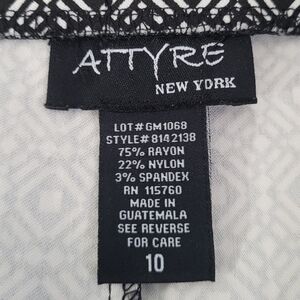 ATTYRE
NEW YORK
LOT# GM1068
STYLE# 8142138
75% RAYON
22% NYLON
3% SPANDEX
RN 115760
MADE IN
GUATEMALA
SEE REVERSE
FOR CARE
10